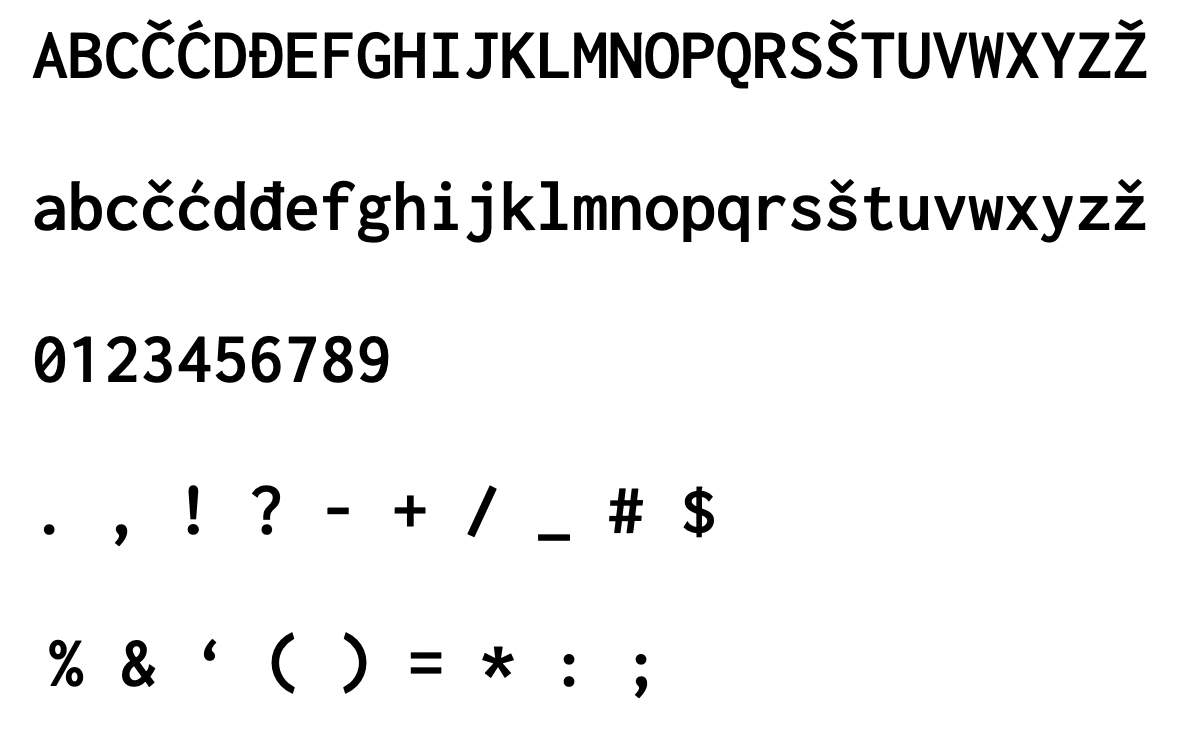 ABCČĆDĐEFGHIJKLMNOPQRSŠTUVWXYZŽ
abcčćdđefghijklmnopqrsštuvwxyzž
0123456789
. , ! ? - + / _ # $
% & ‘ ( ) = * : ;